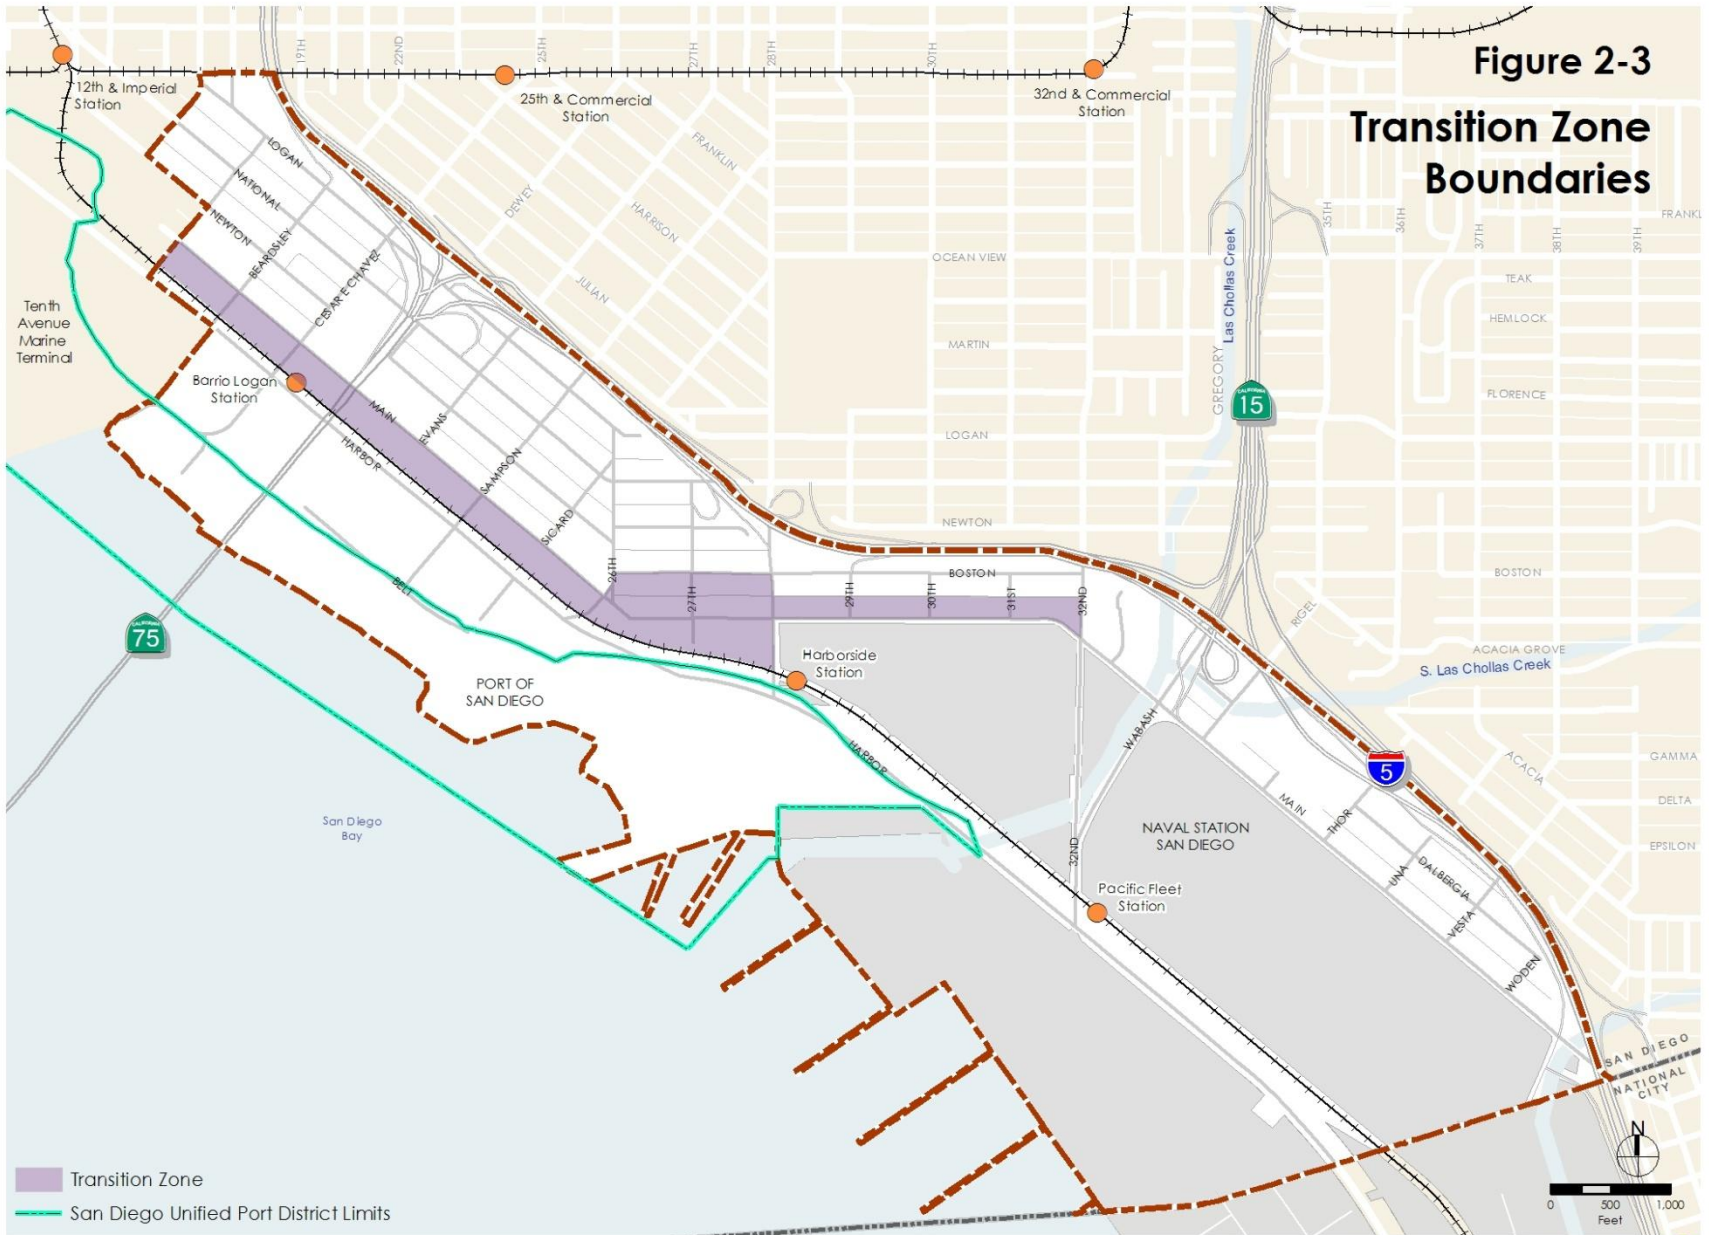 Figure 2-3
Transition Zone
Boundaries
19TH
22ND
25TH
27TH
28TH
30TH
12th & Imperial
Station
25th & Commercial
Station
32nd & Commercial
Station
LOGAN
NATIONAL
NEWTON
BEARDSLEY
CESAR E CHAVEZ
FRANKLIN
DEWEY
HARRISON
JULIAN
OCEAN VIEW
MARTIN
LOGAN
NEWTON
GREGORY
Las Chollas Creek
35TH
36TH
37TH
38TH
39TH
FRANKL
TEAK
HEMLOCK
FLORENCE
CALIFORNIA
15
Tenth
Avenue
Marine
Terminal
Barrio Logan
Station
MAIN
HARBOR
EVANS
SAMPSON
SICARD
26TH
27TH
BOSTON
29TH
30TH
31ST
32ND
BOSTON
RIGEL
ACACIA GROVE
S. Las Chollas Creek
BELT
CALIFORNIA
75
Harborside
Station
PORT OF
SAN DIEGO
HARBOR
WABASH
32ND
ACACIA
GAMMA
DELTA
EPSILON
5
MAIN
THOR
UNA
DALBERGIA
VESTA
WODEN
NAVAL STATION
SAN DIEGO
Pacific Fleet
Station
San Diego
Bay
SAN DIEGO
NATIONAL
CITY
N
0 500 1,000
Feet
Transition Zone
San Diego Unified Port District Limits